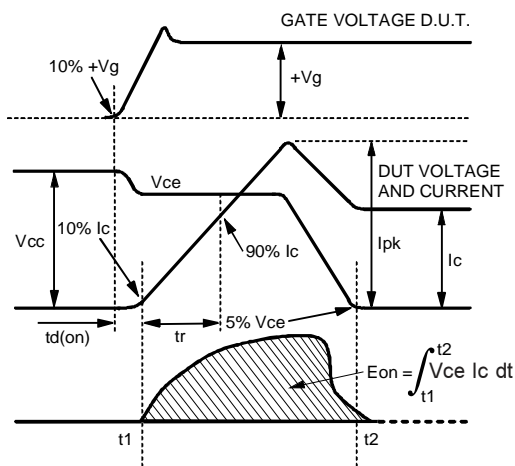 GATE VOLTAGE D.U.T.
10% +Vg
+Vg
Vce
DUT VOLTAGE
AND CURRENT
10% Ic
Vcc
90% Ic
Ipk
Ic
td(on)
tr
5% Vce
Eon = ∫ t1 t2 Vce Ic dt
t1
t2